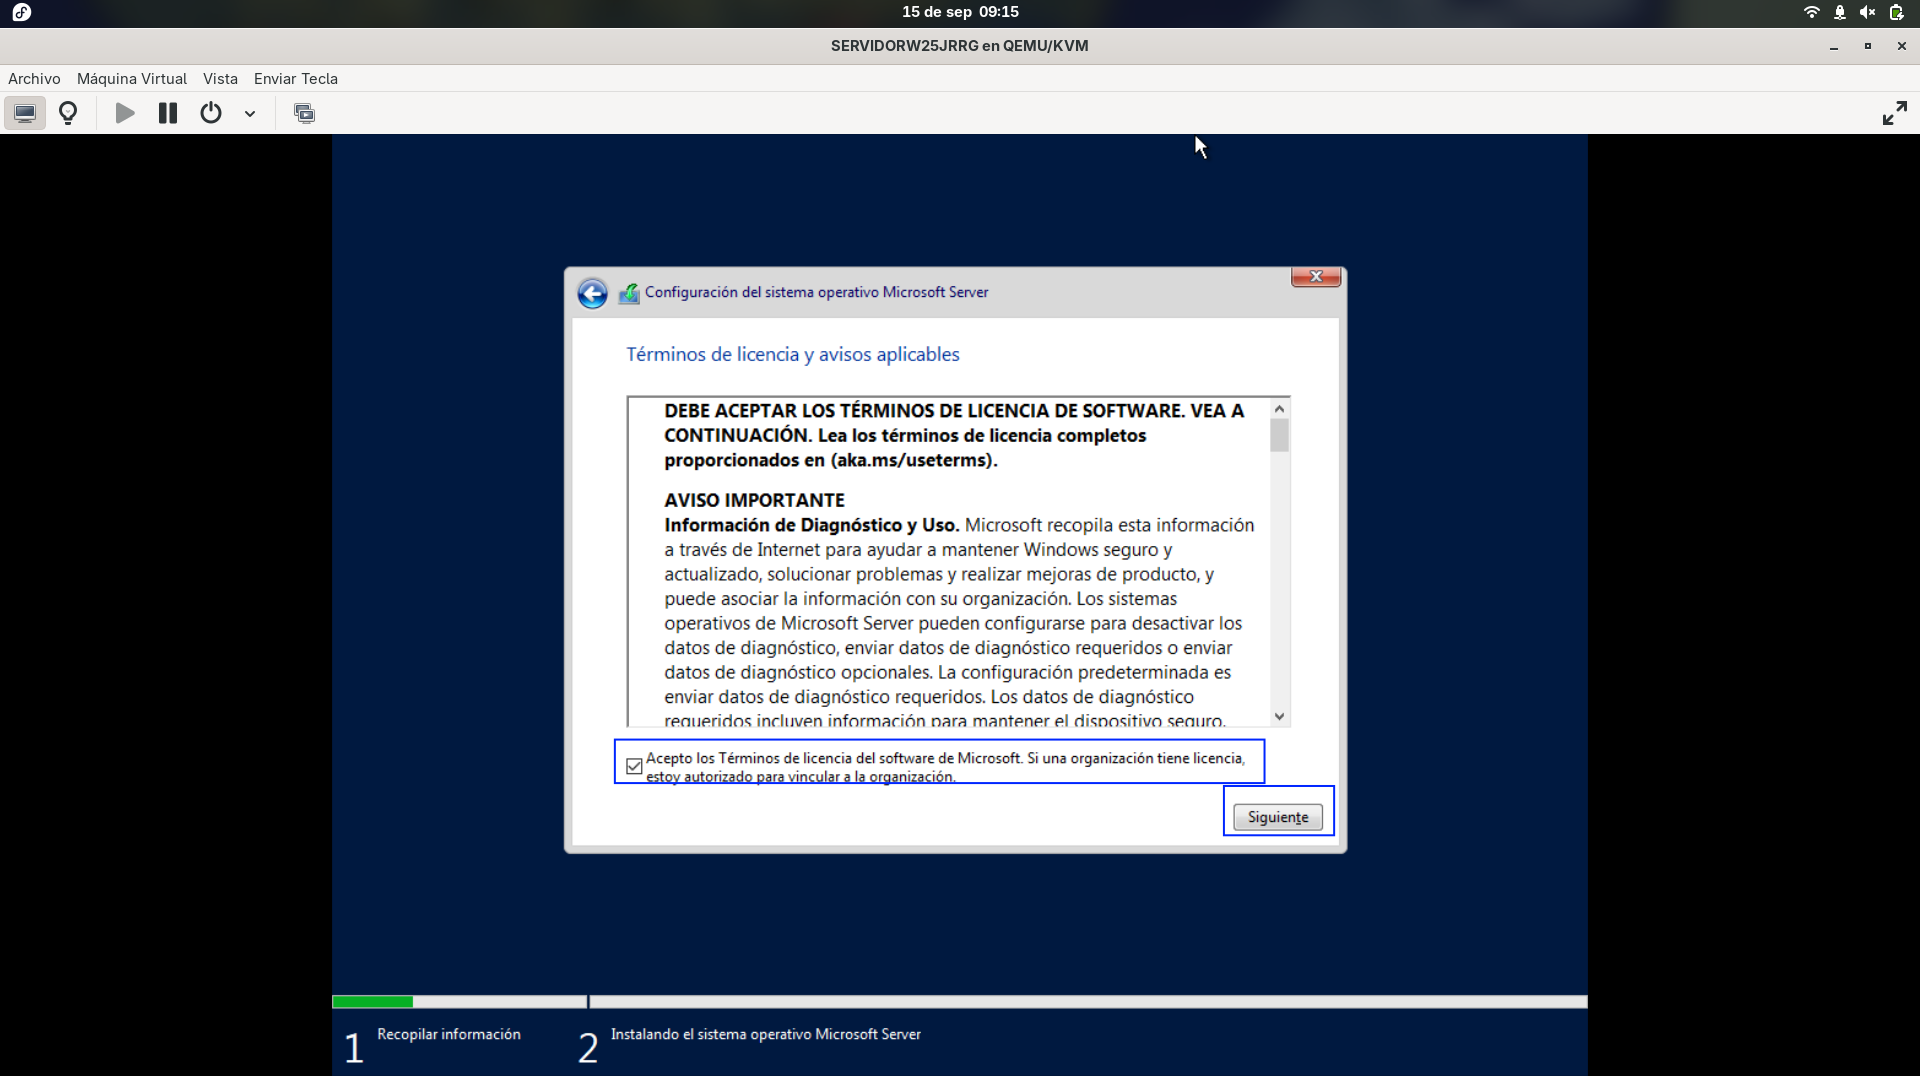 15 de sep 09:15
SERVIDORW25JRRG en QEMU/KVM
Archivo Máquina Virtual Vista Enviar Tecla
Configuración del sistema operativo Microsoft Server
Términos de licencia y avisos aplicables
DEBE ACEPTAR LOS TÉRMINOS DE LICENCIA DE SOFTWARE. VEA A
CONTINUACIÓN. Lea los términos de licencia completos
proporcionados en (aka.ms/useterms).
AVISO IMPORTANTE
Información de Diagnóstico y Uso. Microsoft recopila esta información
a través de Internet para ayudar a mantener Windows seguro y
actualizado, solucionar problemas y realizar mejoras de producto, y
puede asociar la información con su organización. Los sistemas
operativos de Microsoft Server pueden configurarse para desactivar los
datos de diagnóstico, enviar datos de diagnóstico requeridos o enviar
datos de diagnóstico opcionales. La configuración predeterminada es
enviar datos de diagnóstico requeridos. Los datos de diagnóstico
requeridos incluyen información para mantener el dispositivo seguro,
Acepto los Términos de licencia del software de Microsoft. Si una organización tiene licencia,
estoy autorizado para vincular a la organización.
Siguiente
1 Recopilar información
2 Instalando el sistema operativo Microsoft Server